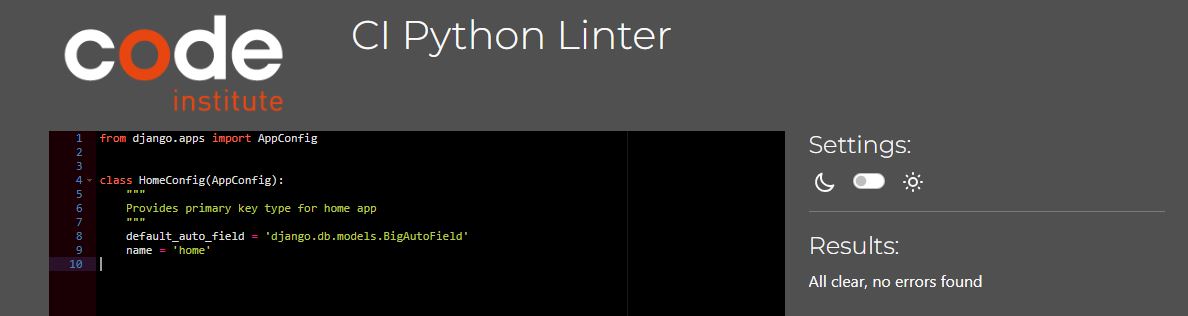 code
institute
CI Python Linter
1 from django.apps import AppConfig
2
3
4 class HomeConfig(AppConfig):
5     """
6     Provides primary key type for home app
7     """
8     default_auto_field = 'django.db.models.BigAutoField'
9     name = 'home'
10
Settings:
Results:
All clear, no errors found